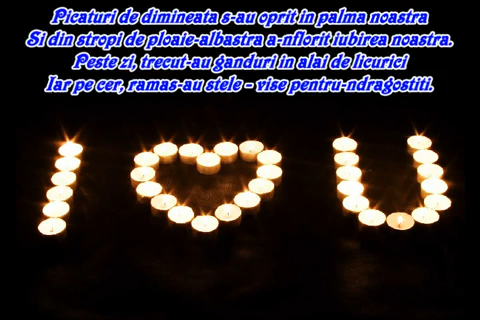 Picaturi de dimineata s-au oprit in palma noastra
Si din stropi de ploaie-albastra a-nflorit iubirea noastra.
Peste zi, trecut-au ganduri in alai de licurici
Iar pe cer, ramas-au stele - vise pentru-ndragostiti.
I ♥ U